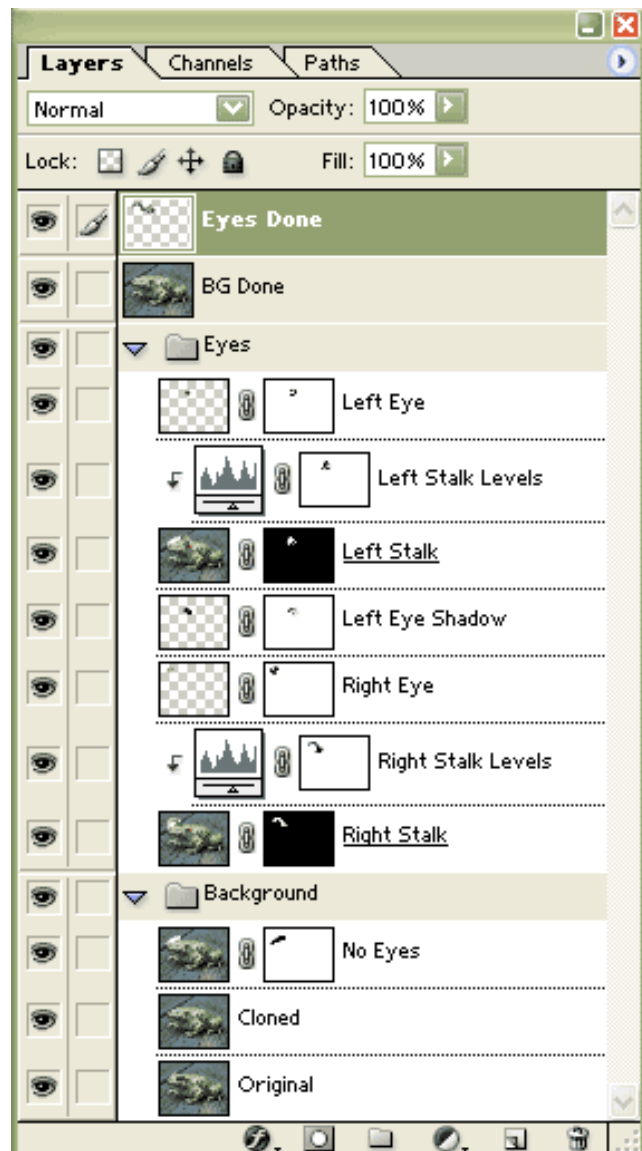 Layers Channels Paths
Normal Opacity: 100%
Lock: Fill: 100%
Eyes Done
BG Done
Eyes
Left Eye
Left Stalk Levels
Left Stalk
Left Eye Shadow
Right Eye
Right Stalk Levels
Right Stalk
Background
No Eyes
Cloned
Original